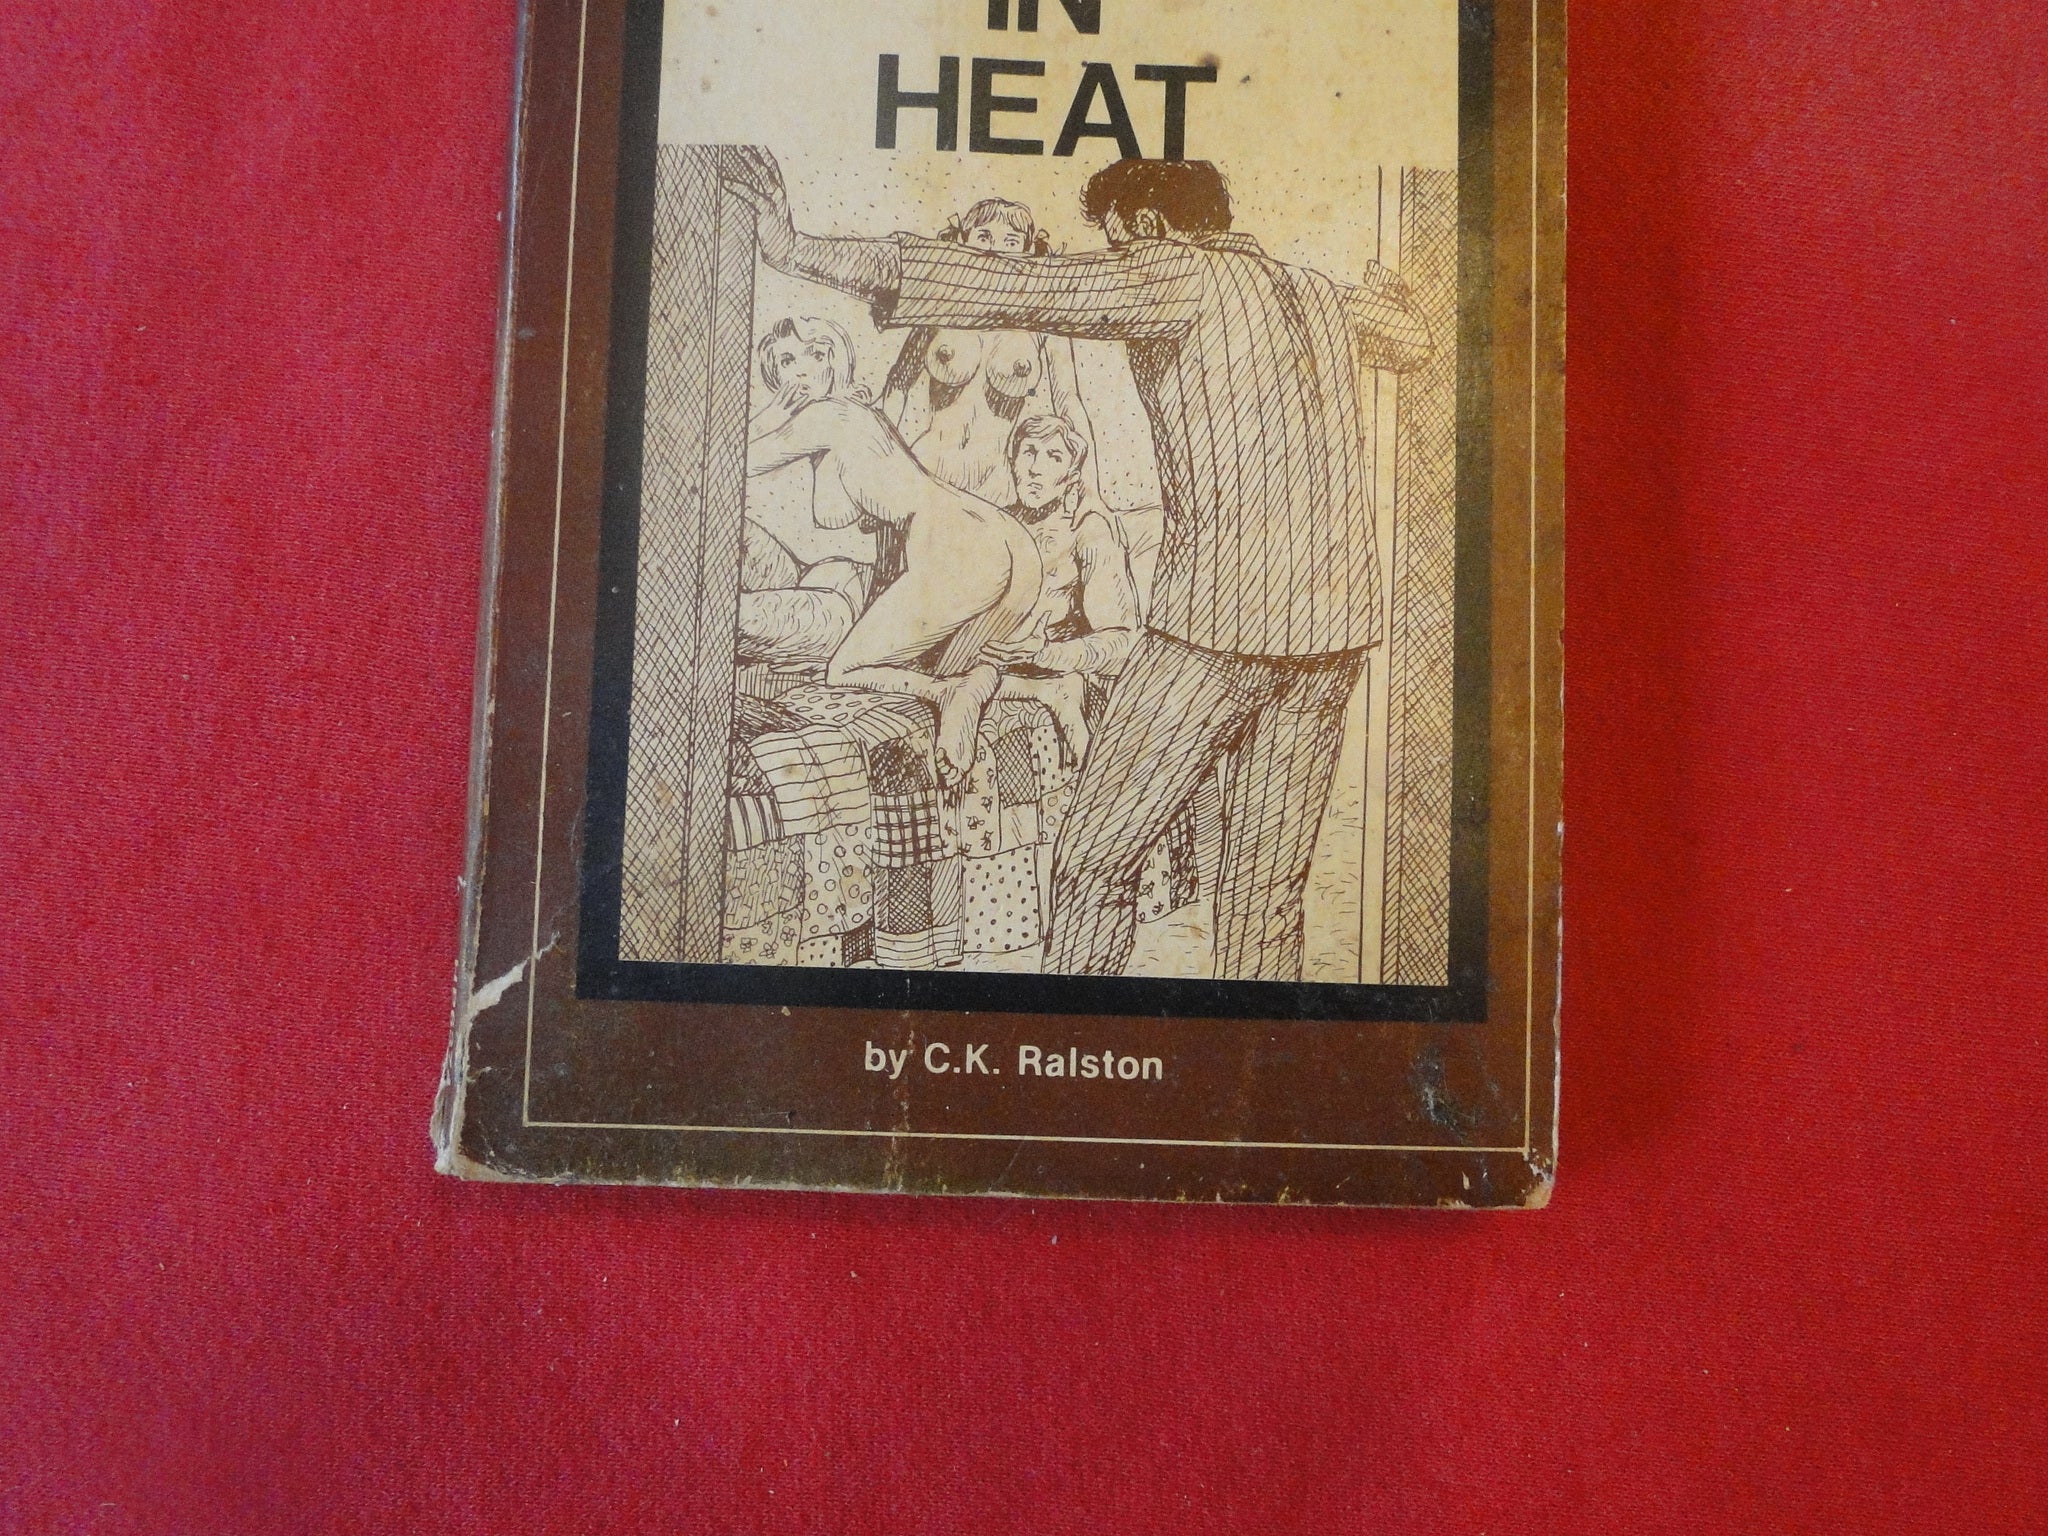 IN
HEAT
by C.K. Ralston